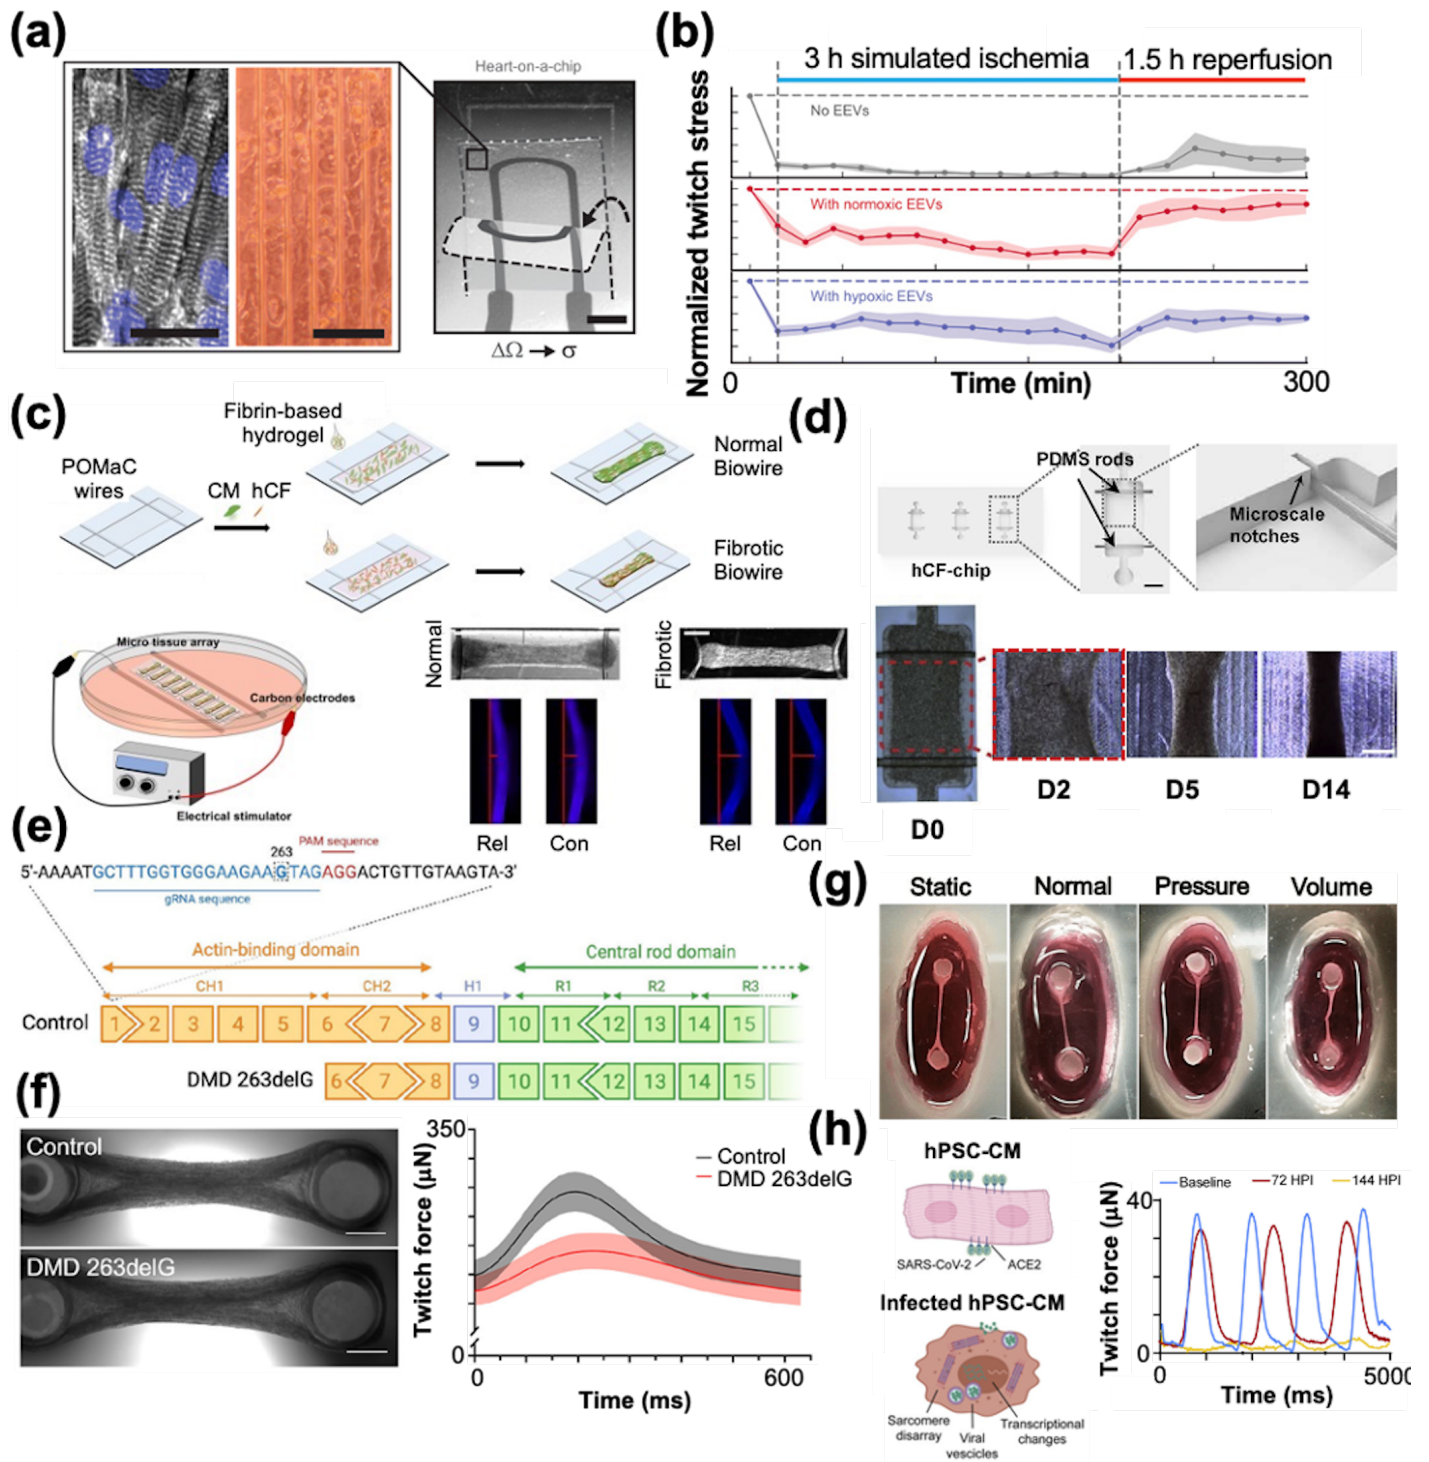 (a)
Heart-on-a-chip
ΔΩ → σ
(b)
3 h simulated ischemia
1.5 h reperfusion
Normalized twitch stress
No EEVs
With normoxic EEVs
With hypoxic EEVs
0
Time (min)
300
(c)
Fibrin-based
hydrogel
POMaC
wires
CM
hCF
Normal
Biowire
Fibrotic
Biowire
Micro tissue array
Carbon electrodes
Electrical stimulator
Normal
Fibrotic
Rel
Con
Rel
Con
(d)
PDMS rods
Microscale
notches
hCF-chip
D0
D2
D5
D14
(e)
PAM sequence
263
5'-AAAATGCTTTGGTGGGAAGAAGTAGAGGACTGTTGTAAGTA-3'
gRNA sequence
Actin-binding domain
Central rod domain
CH1
CH2
H1
R1
R2
R3
Control
1 2 3 4 5 6 7 8 9 10 11 12 13 14 15
DMD 263delG
6 7 8 9 10 11 12 13 14 15
(f)
Control
DMD 263delG
Twitch force (µN)
350
0
Control
DMD 263delG
0
600
Time (ms)
(g)
Static
Normal
Pressure
Volume
(h)
hPSC-CM
SARS-CoV-2
ACE2
Infected hPSC-CM
Sarcomere
disarray
Viral
vesicles
Transcriptional
changes
Baseline
72 HPI
144 HPI
Twitch force (µN)
40
0
0
5000
Time (ms)